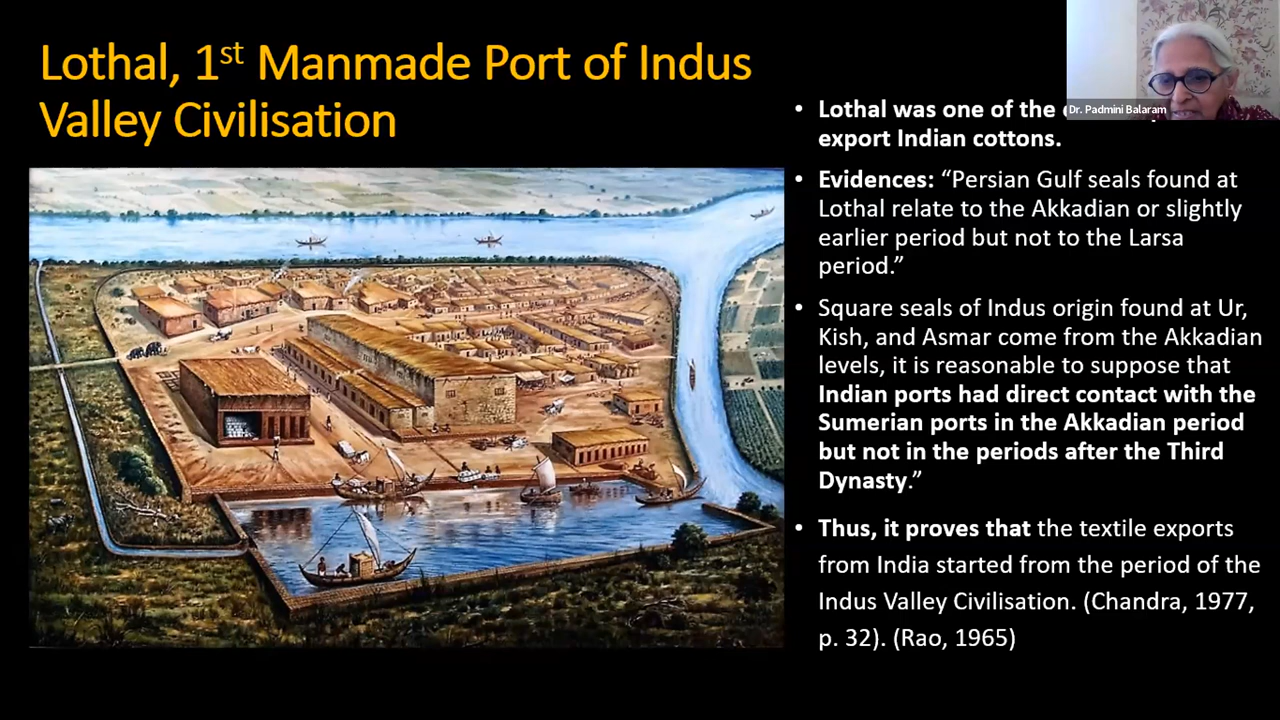 Lothal, 1st Manmade Port of Indus
Valley Civilisation
Dr. Padmini Balaram
• Lothal was one of the
export Indian cottons.
• Evidences: “Persian Gulf seals found at
Lothal relate to the Akkadian or slightly
earlier period but not to the Larsa
period.”
• Square seals of Indus origin found at Ur,
Kish, and Asmar come from the Akkadian
levels, it is reasonable to suppose that
Indian ports had direct contact with the
Sumerian ports in the Akkadian period
but not in the periods after the Third
Dynasty.”
• Thus, it proves that the textile exports
from India started from the period of the
Indus Valley Civilisation. (Chandra, 1977,
p. 32). (Rao, 1965)